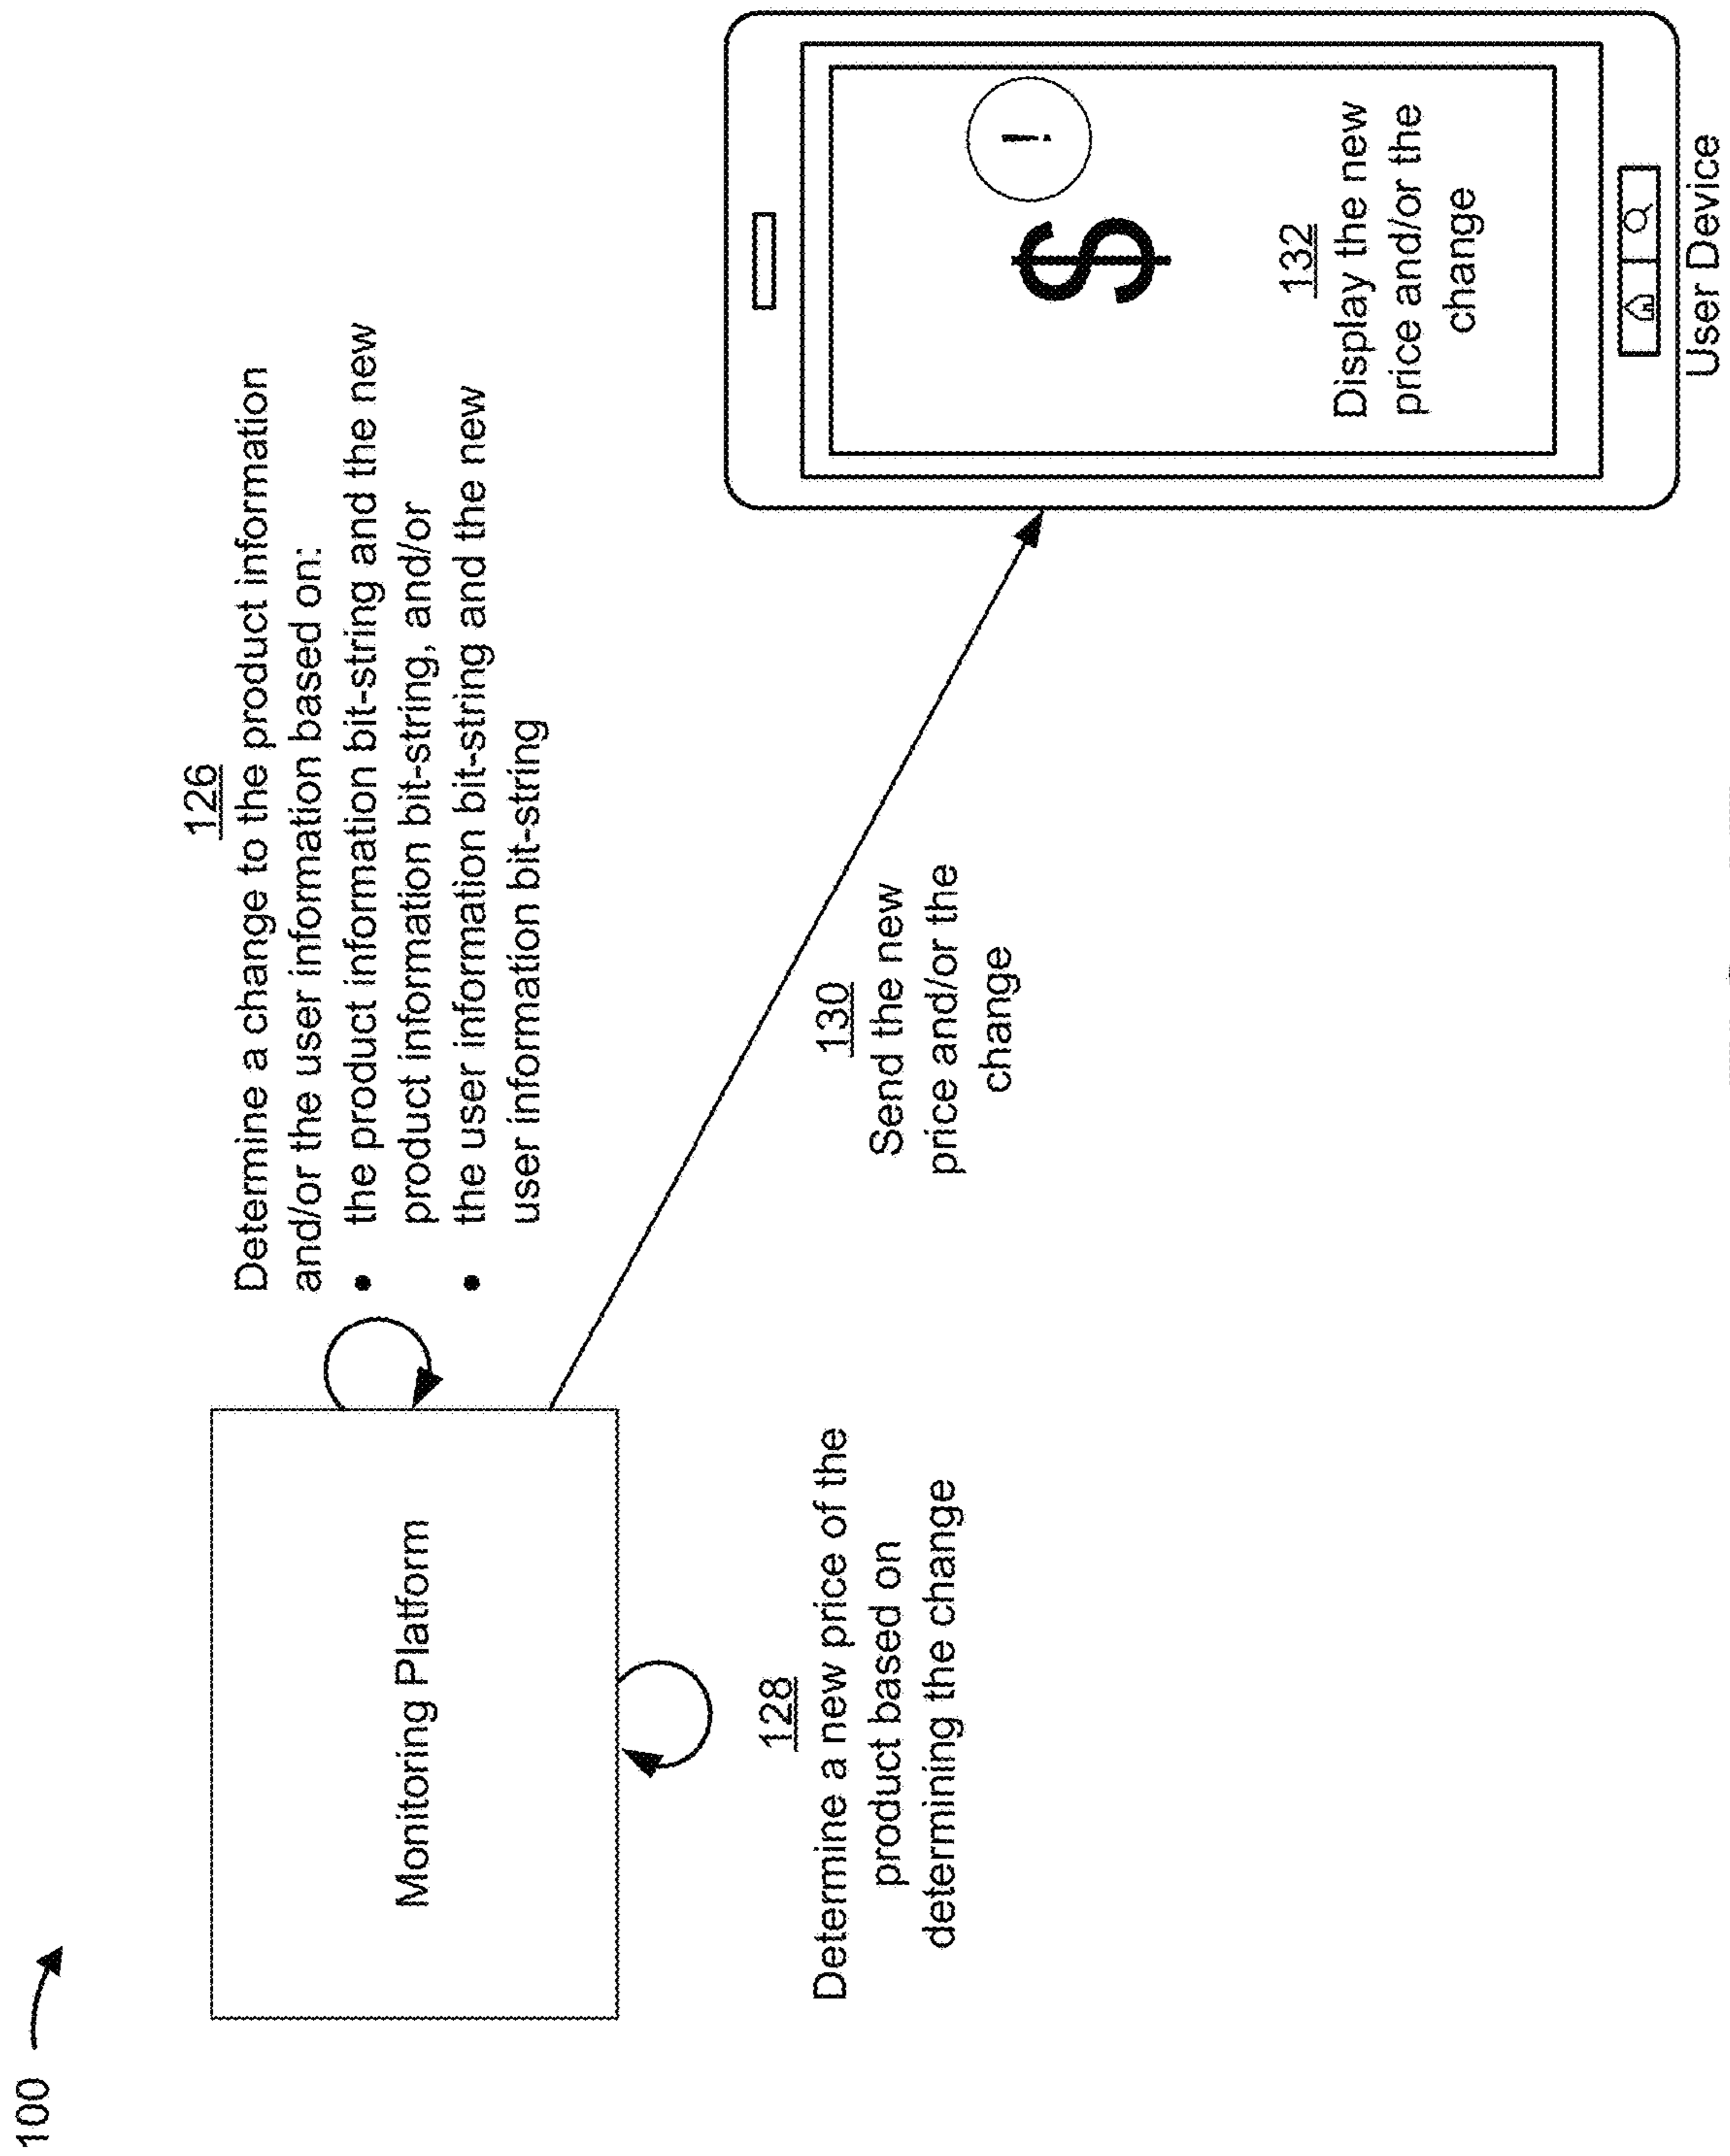 100
126
Determine a change to the product information
and/or the user information based on:
• the product information bit-string and the new
product information bit-string, and/or
• the user information bit-string and the new
user information bit-string
Monitoring Platform
128
Determine a new price of the
product based on
determining the change
130
Send the new
price and/or the
change
$
!
132
Display the new
price and/or the
change
User Device